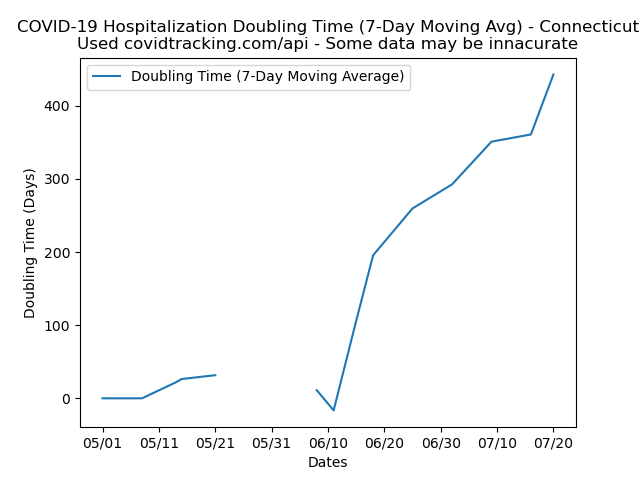 COVID-19 Hospitalization Doubling Time (7-Day Moving Avg) - Connecticut
Used covidtracking.com/api - Some data may be innacurate
Doubling Time (7-Day Moving Average)
400
300
200
100
0
Doubling Time (Days)
05/01 05/11 05/21 05/31 06/10 06/20 06/30 07/10 07/20
Dates